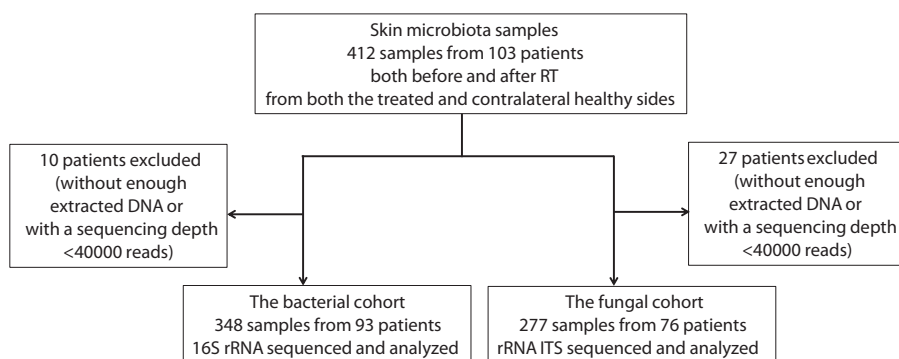 Skin microbiota samples
412 samples from 103 patients
both before and after RT
from both the treated and contralateral healthy sides
10 patients excluded
(without enough
extracted DNA or
with a sequencing depth
<40000 reads)
27 patients excluded
(without enough
extracted DNA or
with a sequencing depth
<40000 reads)
The bacterial cohort
348 samples from 93 patients
16S rRNA sequenced and analyzed
The fungal cohort
277 samples from 76 patients
rRNA ITS sequenced and analyzed